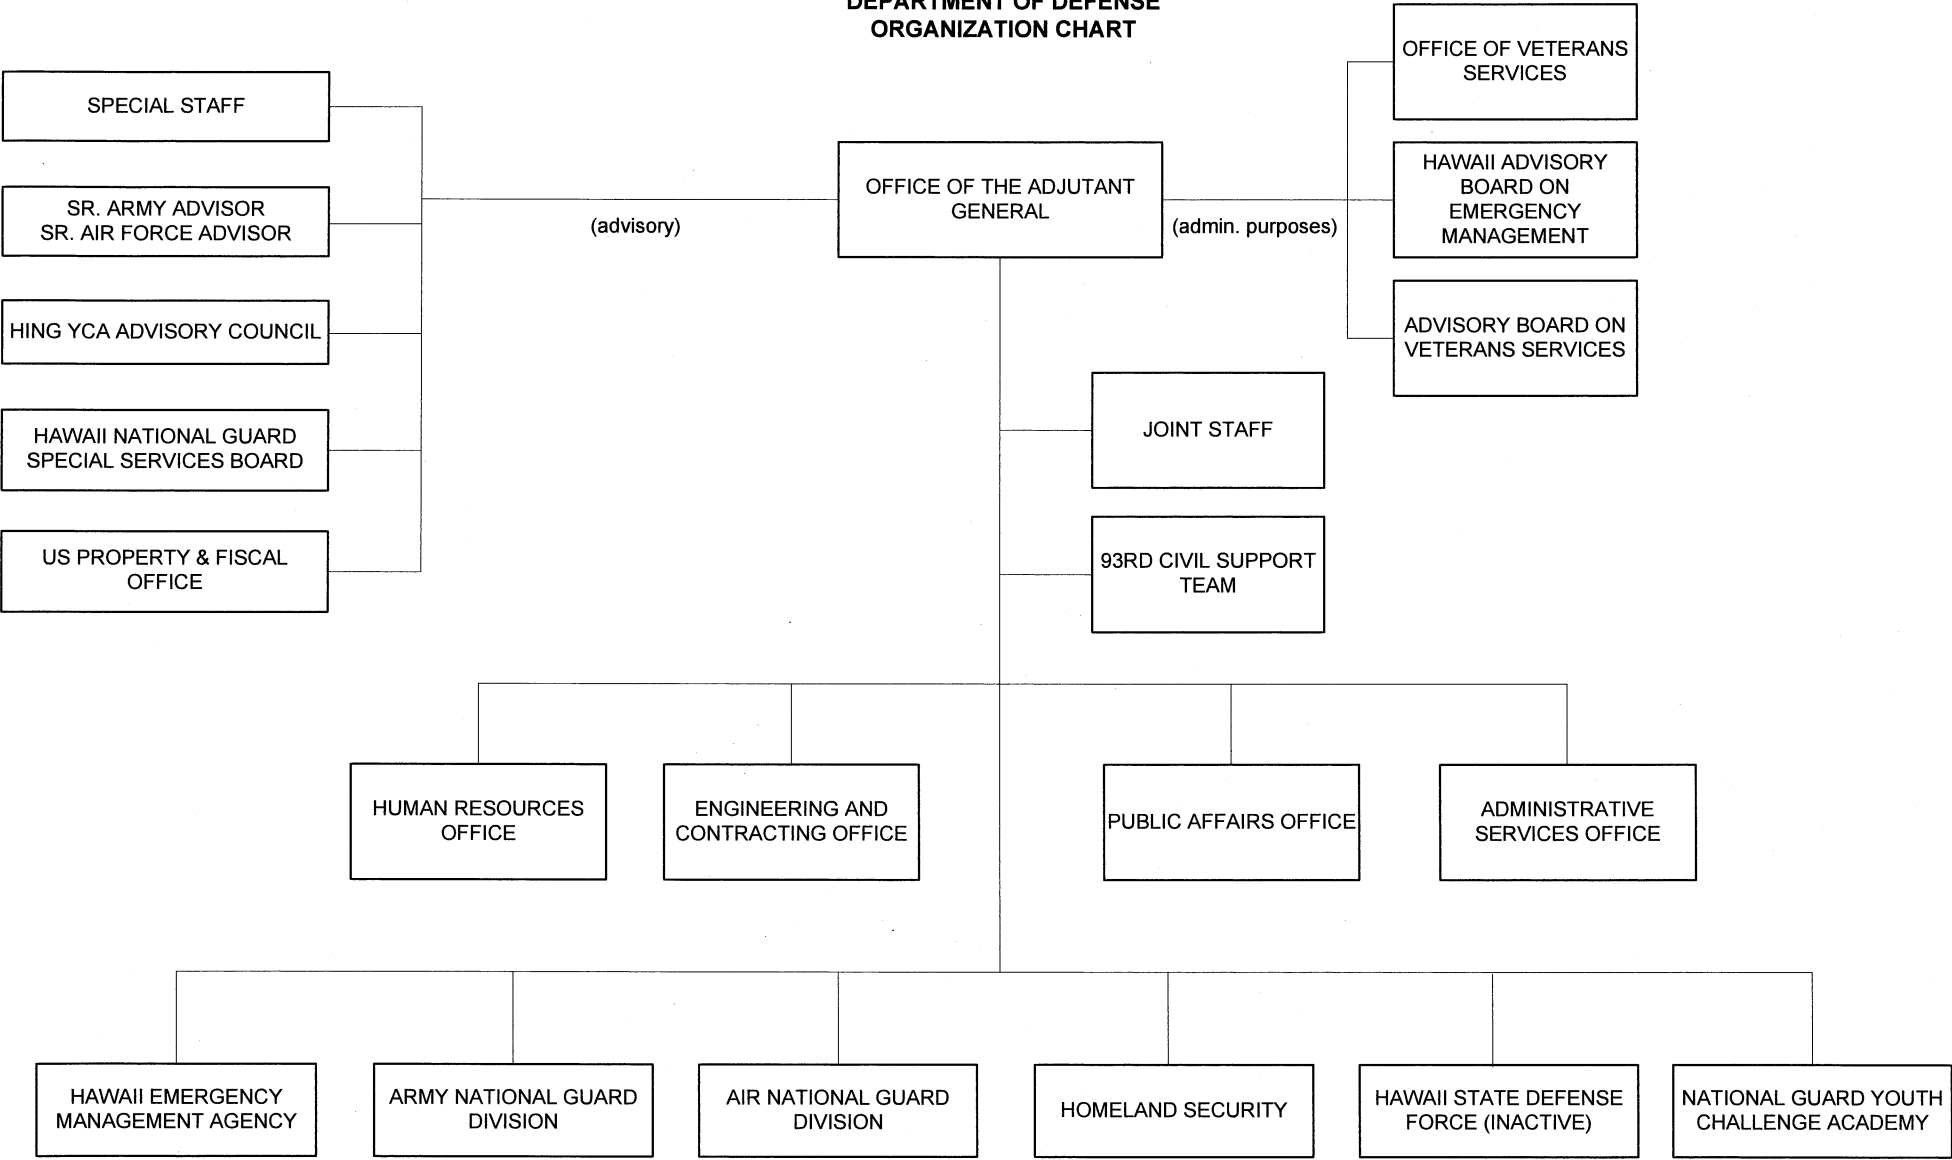 DEPARTMENT OF DEFENSE
ORGANIZATION CHART
OFFICE OF VETERANS
SERVICES
SPECIAL STAFF
HAWAII ADVISORY
BOARD ON
EMERGENCY
MANAGEMENT
OFFICE OF THE ADJUTANT
GENERAL
SR. ARMY ADVISOR
SR. AIR FORCE ADVISOR
(advisory)
(admin. purposes)
HING YCA ADVISORY COUNCIL
ADVISORY BOARD ON
VETERANS SERVICES
HAWAII NATIONAL GUARD
SPECIAL SERVICES BOARD
JOINT STAFF
US PROPERTY & FISCAL
OFFICE
93RD CIVIL SUPPORT
TEAM
HUMAN RESOURCES
OFFICE
ENGINEERING AND
CONTRACTING OFFICE
PUBLIC AFFAIRS OFFICE
ADMINISTRATIVE
SERVICES OFFICE
HAWAII EMERGENCY
MANAGEMENT AGENCY
ARMY NATIONAL GUARD
DIVISION
AIR NATIONAL GUARD
DIVISION
HOMELAND SECURITY
HAWAII STATE DEFENSE
FORCE (INACTIVE)
NATIONAL GUARD YOUTH
CHALLENGE ACADEMY